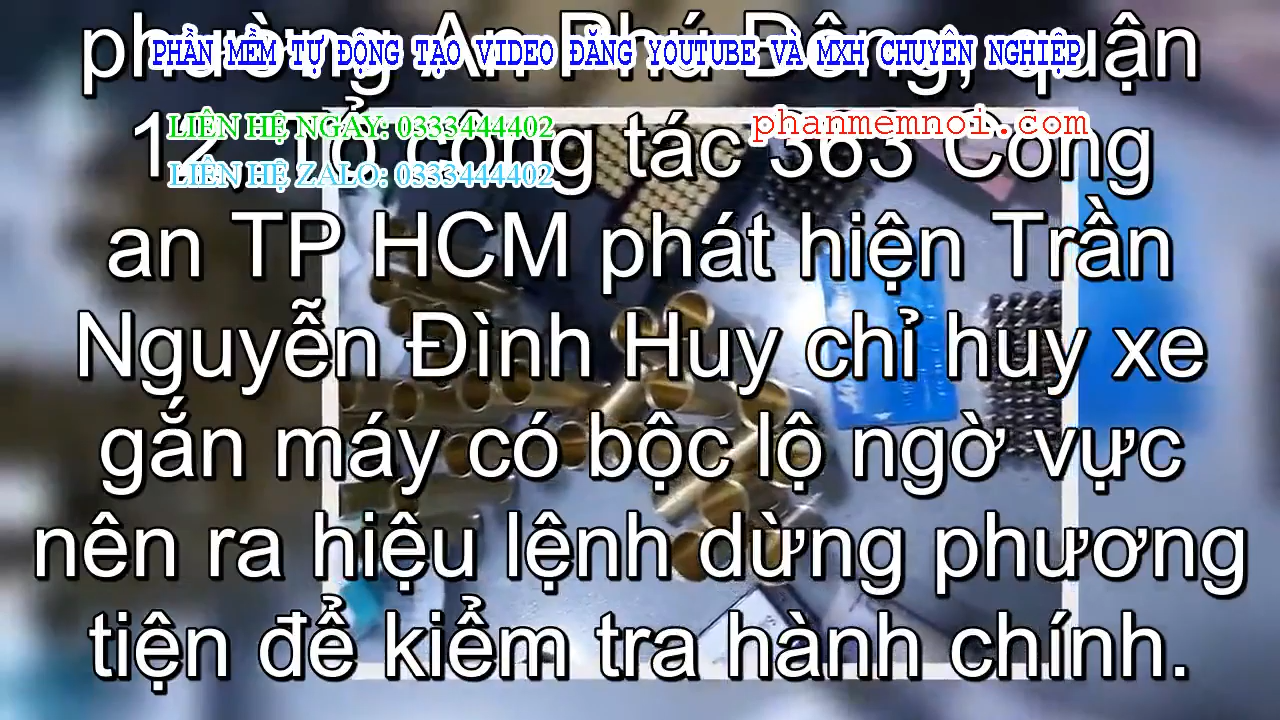 phường An Phú Đông, quận
PHẦN MỀM TỰ ĐỘNG TẠO VIDEO ĐĂNG YOUTUBE VÀ MXH CHUYÊN NGHIỆP
LIÊN HỆ NGAY: 0333444402
phanmemnoi.com
12, Tổ công tác 363 Công
LIÊN HỆ ZALO: 0333444402
an TP HCM phát hiện Trần
Nguyễn Đình Huy chỉ huy xe
gắn máy có bộc lộ ngờ vực
nên ra hiệu lệnh dừng phương
tiện để kiểm tra hành chính.